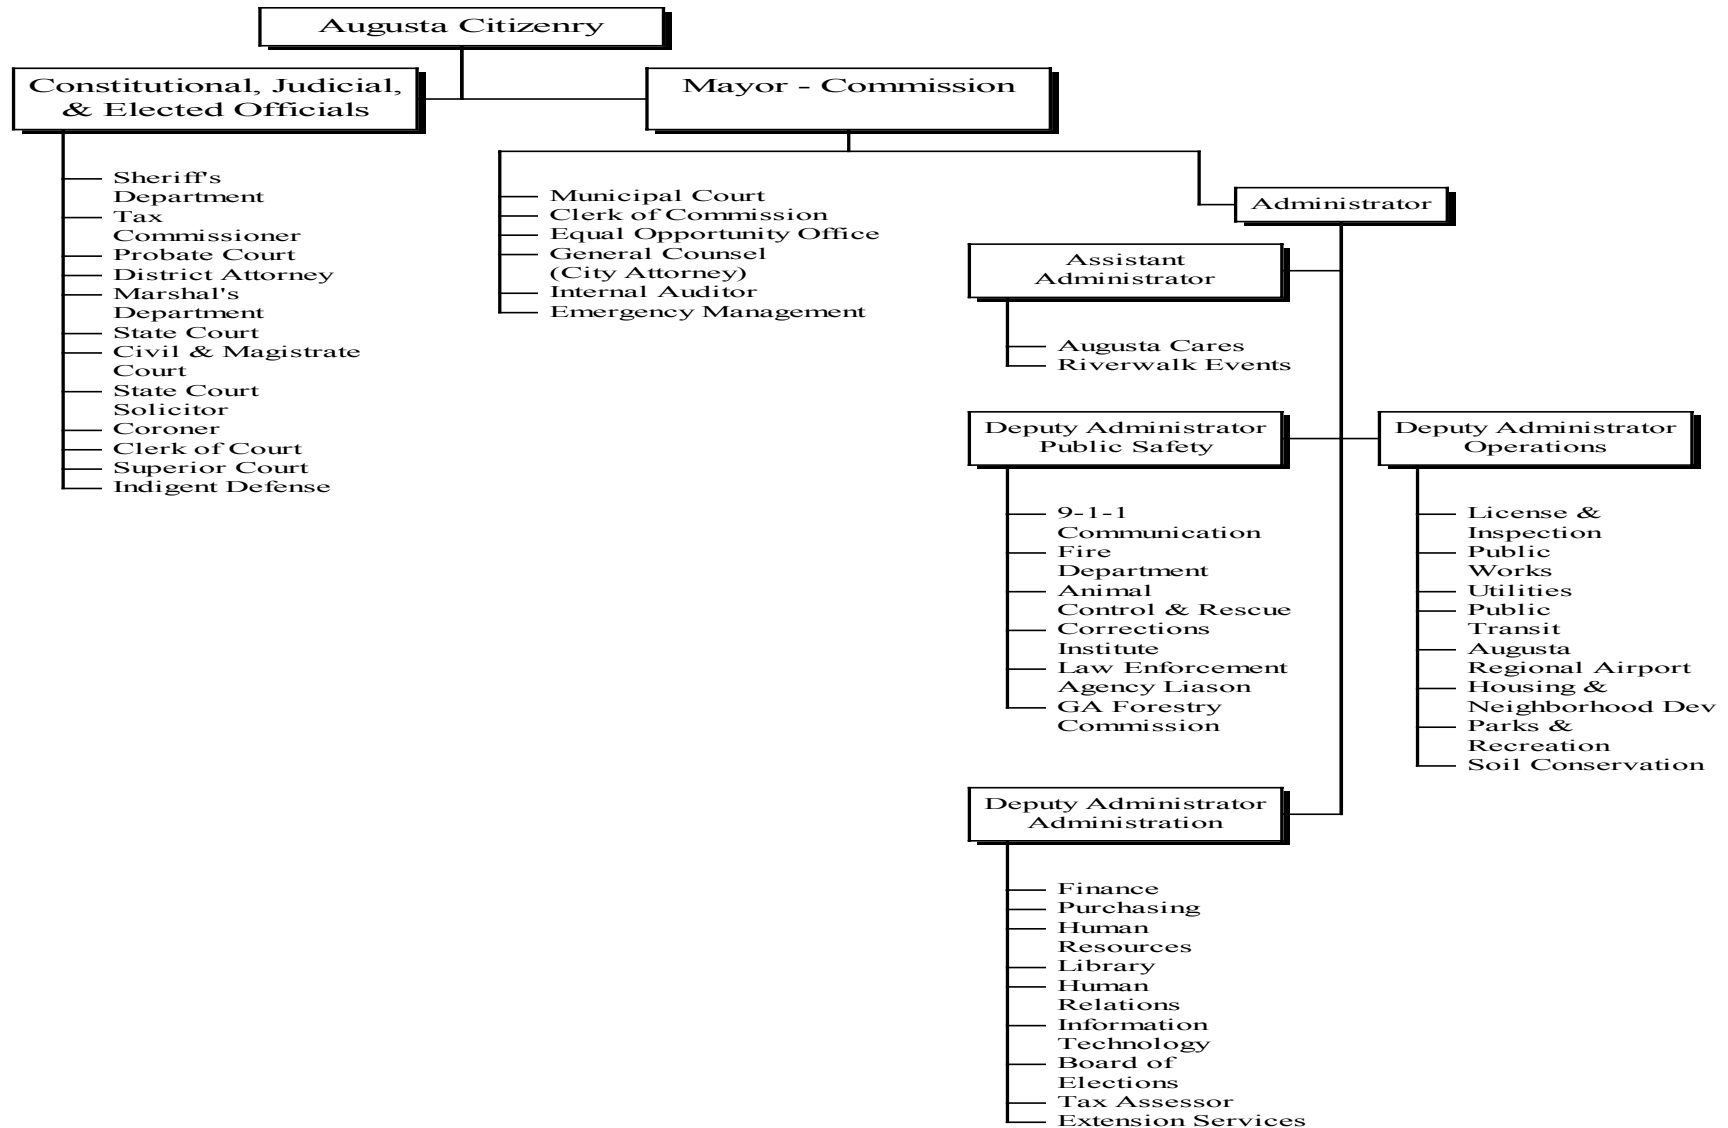 Augusta Citizenry
Constitutional, Judicial,
& Elected Officials
Sheriff's
Department
Tax
Commissioner
Probate Court
District Attorney
Marshal's
Department
State Court
Civil & Magistrate
Court
State Court
Solicitor
Coroner
Clerk of Court
Superior Court
Indigent Defense
Mayor - Commission
Municipal Court
Clerk of Commission
Equal Opportunity Office
General Counsel
(City Attorney)
Internal Auditor
Emergency Management
Administrator
Assistant
Administrator
Augusta Cares
Riverwalk Events
Deputy Administrator
Public Safety
9-1-1
Communication
Fire
Department
Animal
Control & Rescue
Corrections
Institute
Law Enforcement
Agency Liason
GA Forestry
Commission
Deputy Administrator
Operations
License &
Inspection
Public
Works
Utilities
Public
Transit
Augusta
Regional Airport
Housing &
Neighborhood Dev
Parks &
Recreation
Soil Conservation
Deputy Administrator
Administration
Finance
Purchasing
Human
Resources
Library
Human
Relations
Information
Technology
Board of
Elections
Tax Assessor
Extension Services